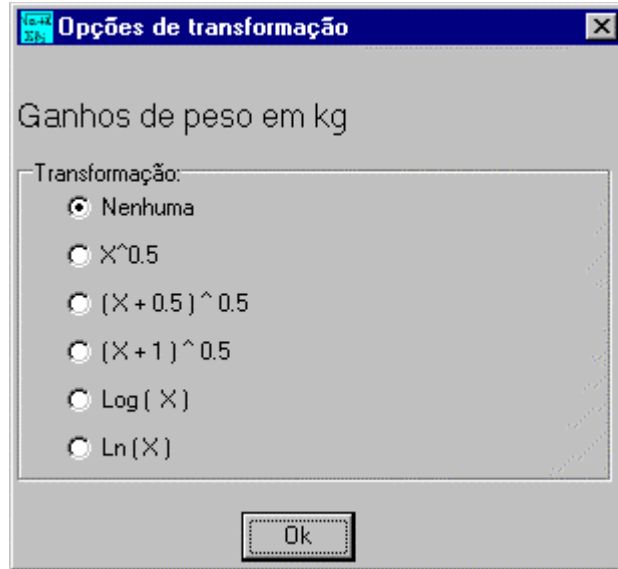 Opções de transformação
Ganhos de peso em kg
Transformação:
Nenhuma
X^0.5
( X + 0.5 ) ^ 0.5
( X + 1 ) ^ 0.5
Log ( X )
Ln ( X )
Ok